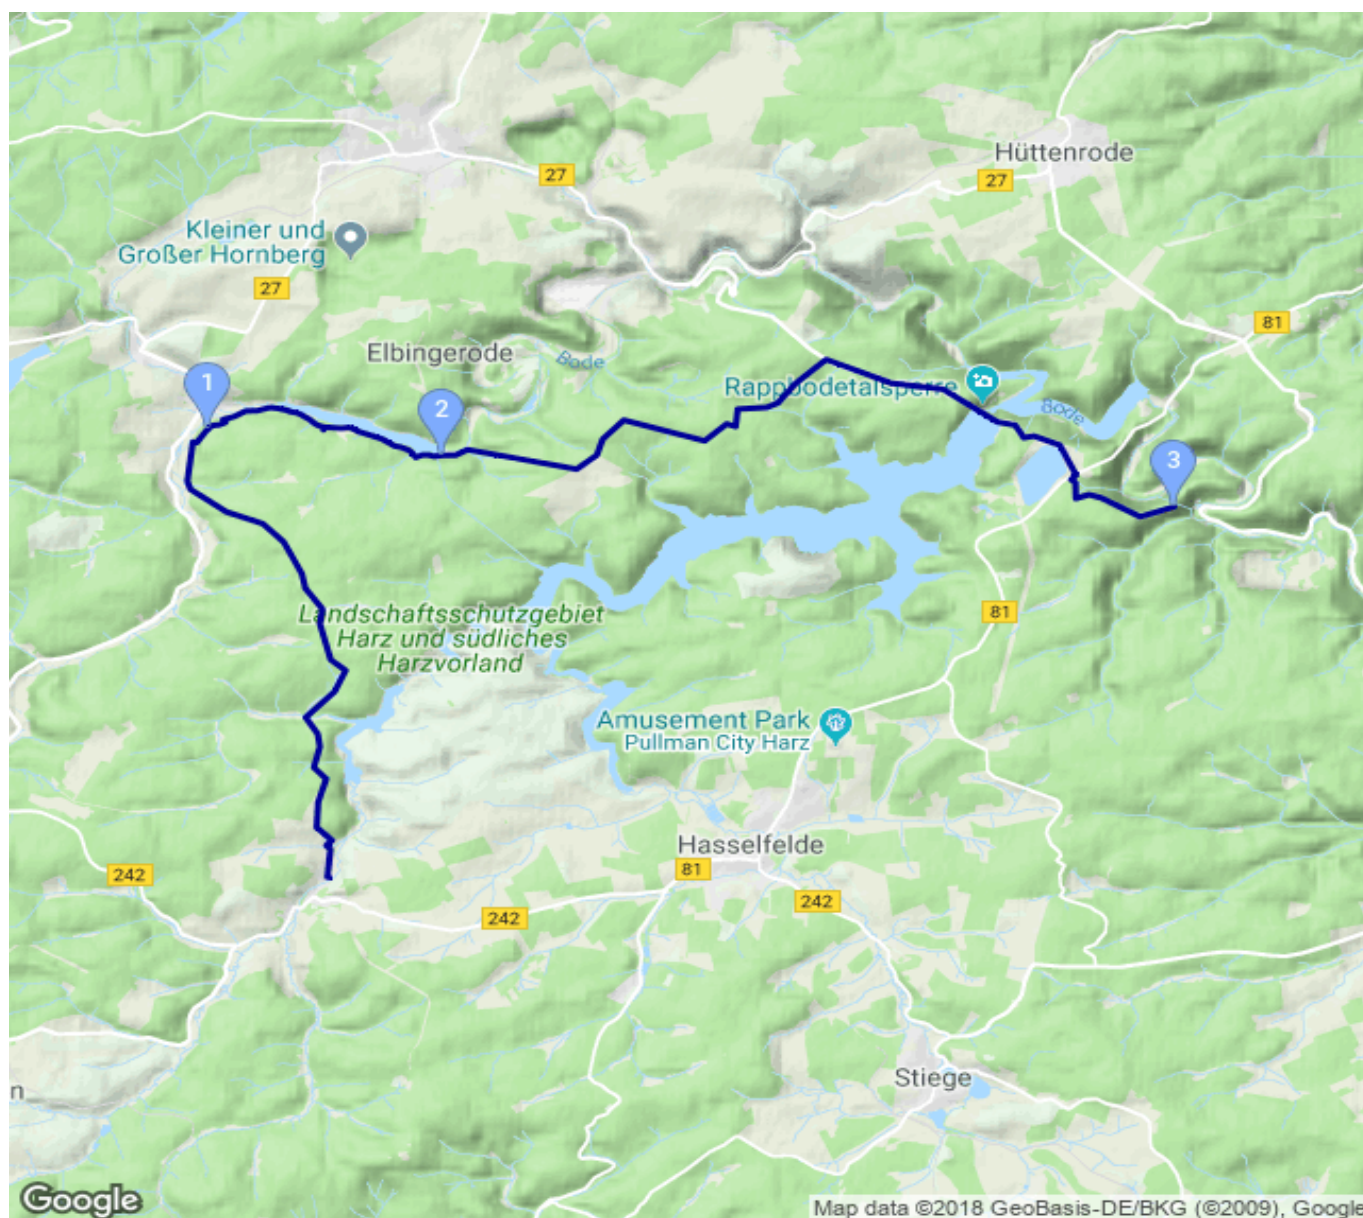 Hüttenrode
27
27
Kleiner und
Großer Hornberg
27
81
Elbingerode
Bode
1
Rappbodetalsperre
2
Bode
3
Landschaftsschutzgebiet
Harz und südliches
Harzvorland
81
Amusement Park
Pullman City Harz
Hasselfelde
81
242
242
242
Stiege
n
Google
Map data ©2018 GeoBasis-DE/BKG (©2009), Google